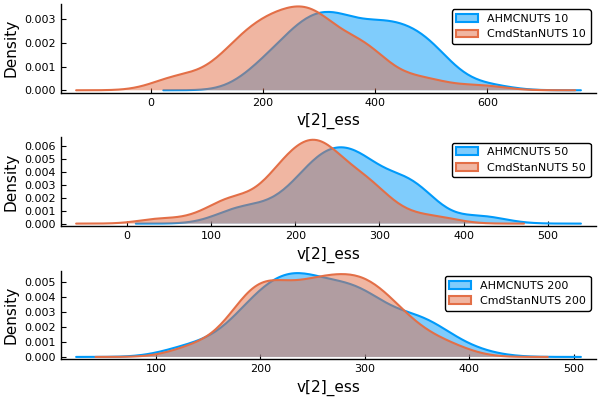 Density
0.003
0.002
0.001
0.000
AHMCNUTS 10
CmdStanNUTS 10
0 200 400 600
v[2]_ess
Density
0.006
0.005
0.004
0.003
0.002
0.001
0.000
AHMCNUTS 50
CmdStanNUTS 50
0 100 200 300 400 500
v[2]_ess
Density
0.005
0.004
0.003
0.002
0.001
0.000
AHMCNUTS 200
CmdStanNUTS 200
100 200 300 400 500
v[2]_ess